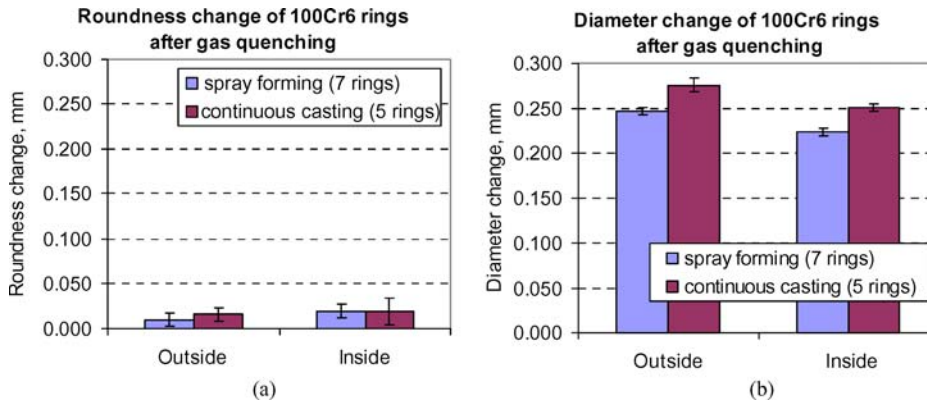 Roundness change of 100Cr6 rings
after gas quenching
0.300
0.250
0.200
0.150
0.100
0.050
0.000
Roundness change, mm
spray forming (7 rings)
continuous casting (5 rings)
Outside
Inside
(a)
Diameter change of 100Cr6 rings
after gas quenching
0.300
0.250
0.200
0.150
0.100
0.050
0.000
Diameter change, mm
spray forming (7 rings)
continuous casting (5 rings)
Outside
Inside
(b)